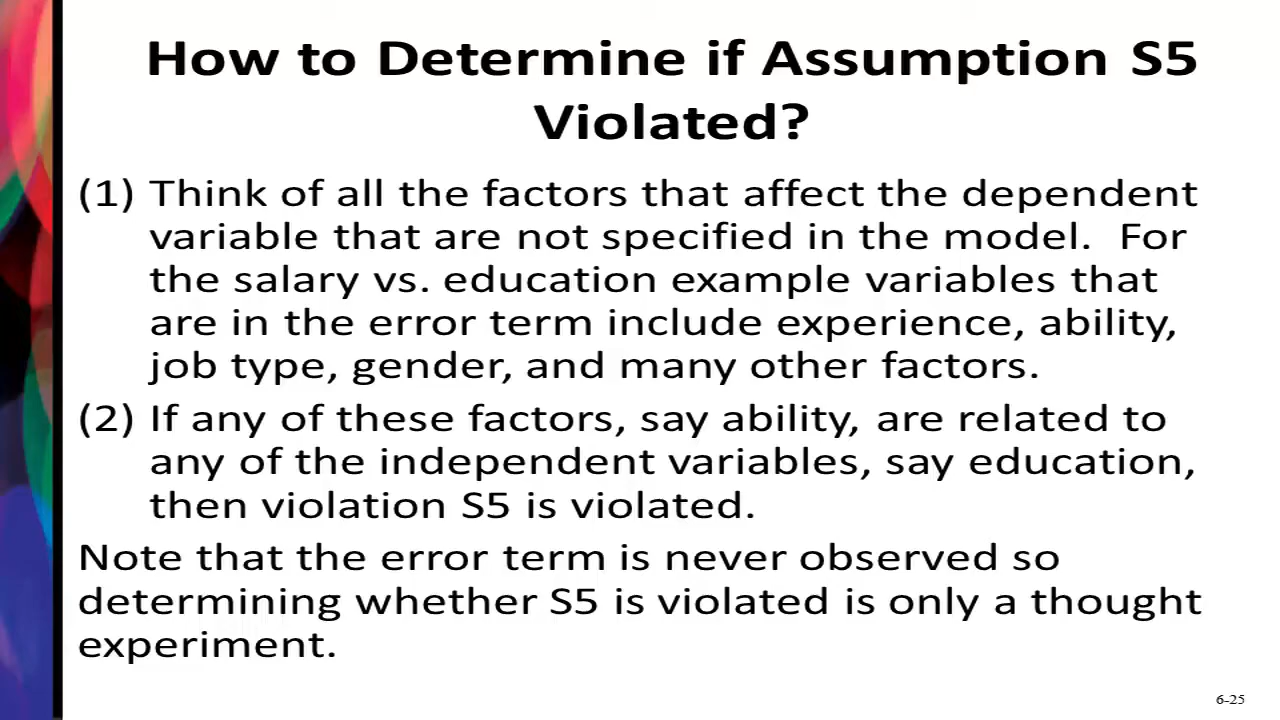 How to Determine if Assumption S5
Violated?
(1) Think of all the factors that affect the dependent
variable that are not specified in the model. For
the salary vs. education example variables that
are in the error term include experience, ability,
job type, gender, and many other factors.
(2) If any of these factors, say ability, are related to
any of the independent variables, say education,
then violation S5 is violated.
Note that the error term is never observed so
determining whether S5 is violated is only a thought
experiment.
6-25